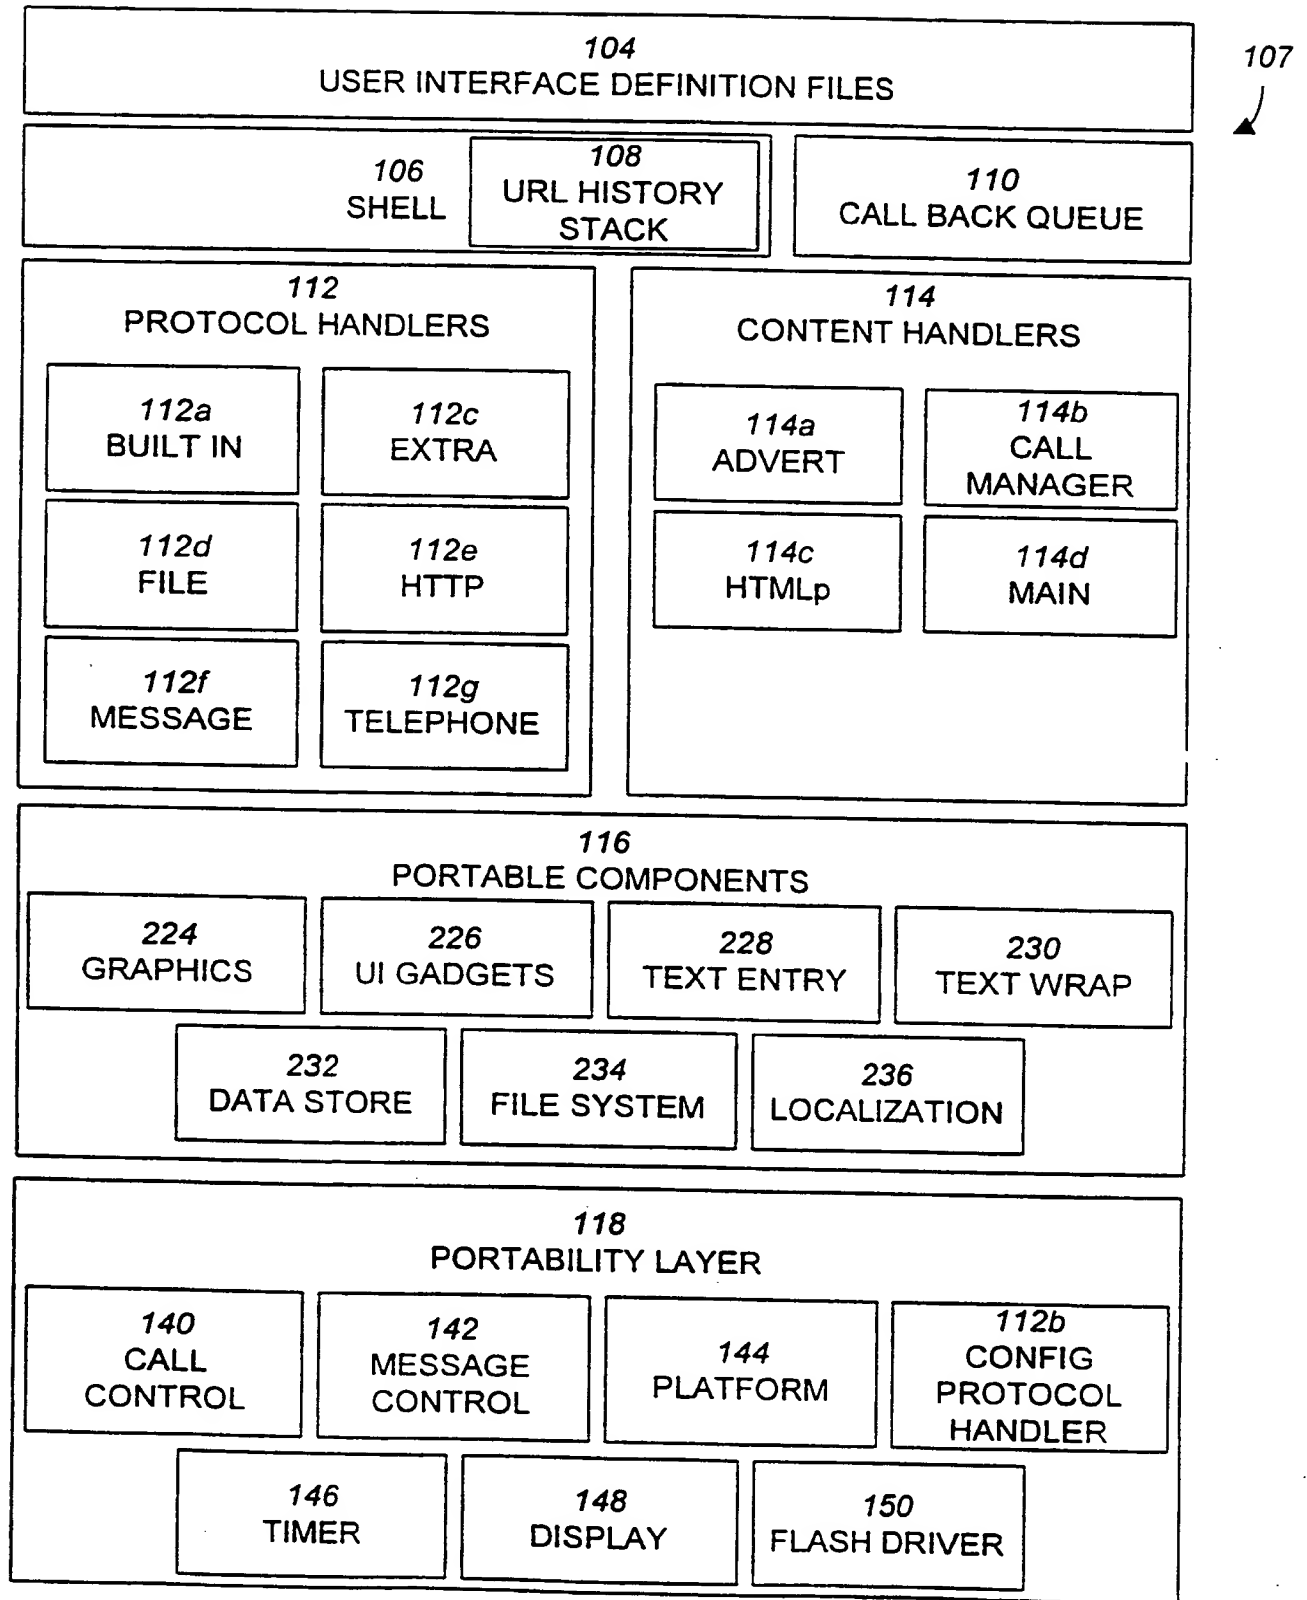 104
USER INTERFACE DEFINITION FILES
107
106
SHELL
108
URL HISTORY
STACK
110
CALL BACK QUEUE
112
PROTOCOL HANDLERS
112a
BUILT IN
112c
EXTRA
112d
FILE
112e
HTTP
112f
MESSAGE
112g
TELEPHONE
114
CONTENT HANDLERS
114a
ADVERT
114b
CALL
MANAGER
114c
HTMLp
114d
MAIN
116
PORTABLE COMPONENTS
224
GRAPHICS
226
UI GADGETS
228
TEXT ENTRY
230
TEXT WRAP
232
DATA STORE
234
FILE SYSTEM
236
LOCALIZATION
118
PORTABILITY LAYER
140
CALL
CONTROL
142
MESSAGE
CONTROL
144
PLATFORM
112b
CONFIG
PROTOCOL
HANDLER
146
TIMER
148
DISPLAY
150
FLASH DRIVER